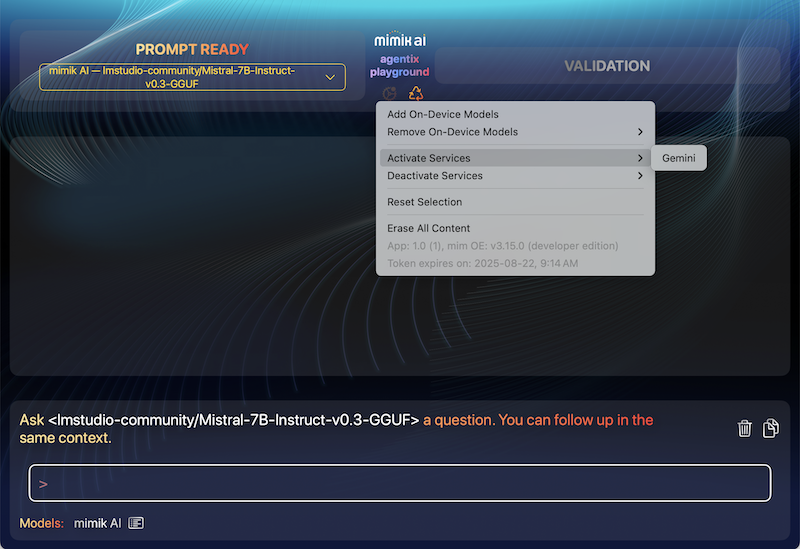 PROMPT READY
mimik AI — lmstudio-community/Mistral-7B-Instruct-
v0.3-GGUF
mimik ai
agentix
playground
VALIDATION
Add On-Device Models
Remove On-Device Models
Activate Services
Gemini
Deactivate Services
Reset Selection
Erase All Content
App: 1.0 (1), mim OE: v3.15.0 (developer edition)
Token expires on: 2025-08-22, 9:14 AM
Ask <lmstudio-community/Mistral-7B-Instruct-v0.3-GGUF> a question. You can follow up in the
same context.
>
Models: mimik AI